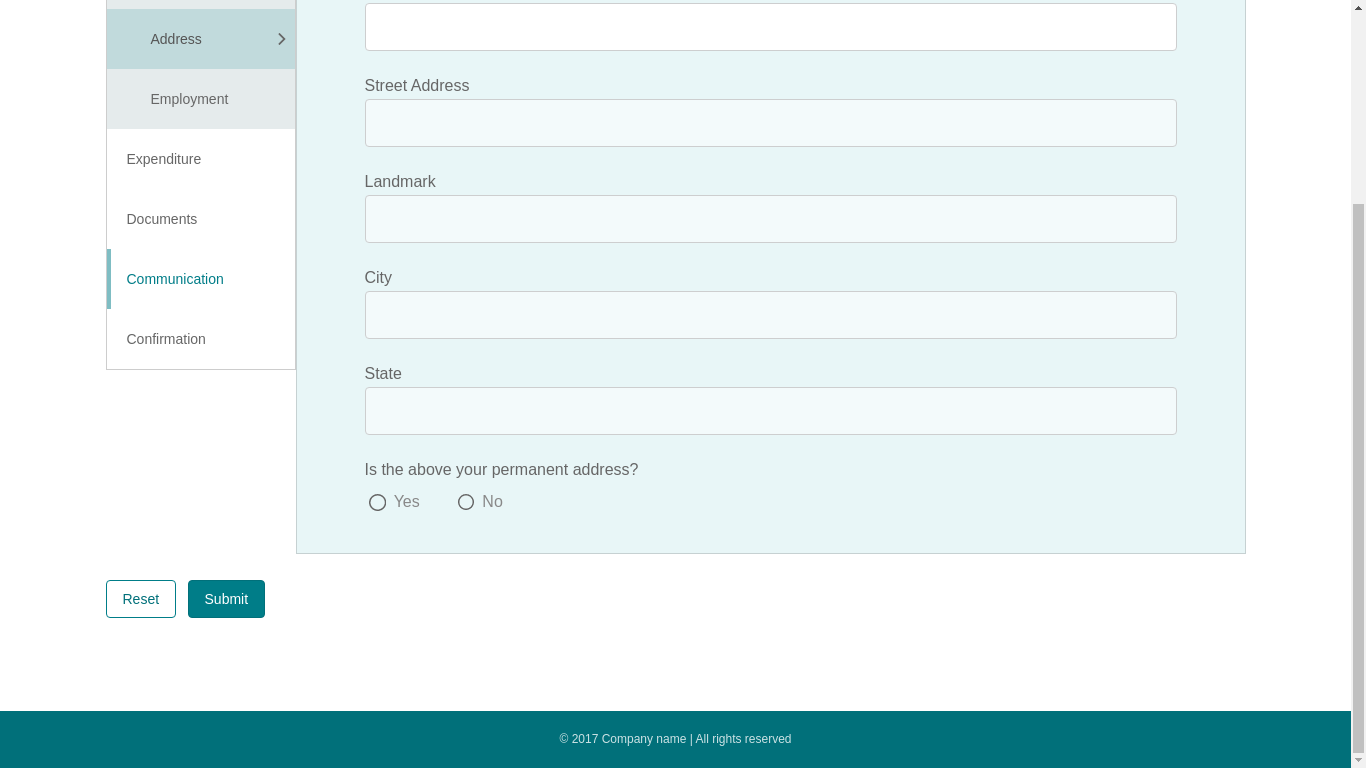 Address
Employment
Expenditure
Documents
Communication
Confirmation
Street Address
Landmark
City
State
Is the above your permanent address?
Yes No
Reset Submit
© 2017 Company name | All rights reserved